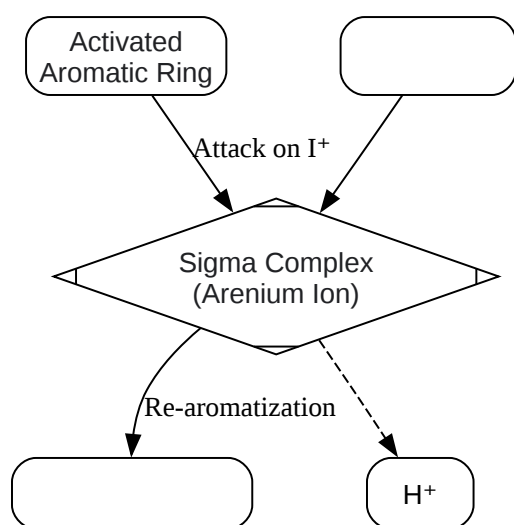 Activated
Aromatic Ring
Attack on I⁺
Sigma Complex
(Arenium Ion)
Re-aromatization
H⁺